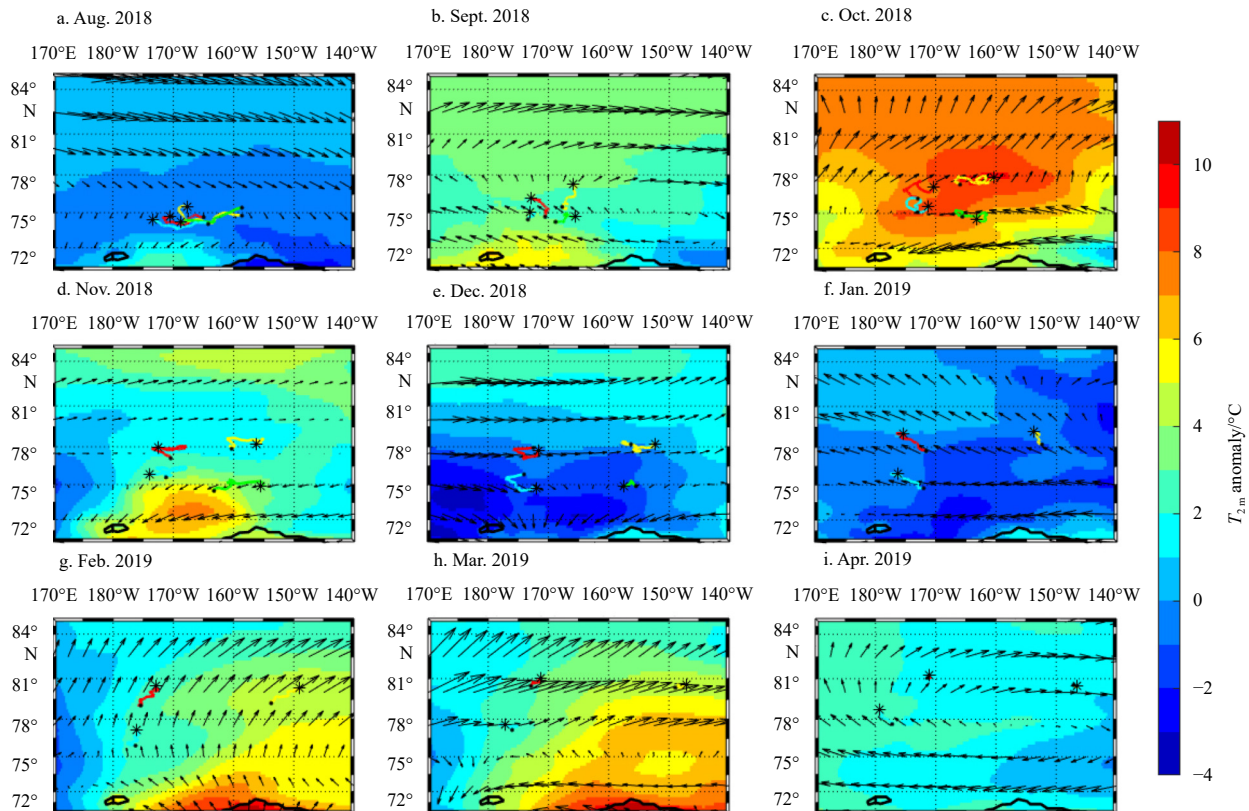 a. Aug. 2018
b. Sept. 2018
c. Oct. 2018
170°E 180°W 170°W 160°W 150°W 140°W
170°E 180°W 170°W 160°W 150°W 140°W
170°E 180°W 170°W 160°W 150°W 140°W
84°
N
81°
78°
75°
72°
84°
N
81°
78°
75°
72°
84°
N
81°
78°
75°
72°
d. Nov. 2018
e. Dec. 2018
f. Jan. 2019
170°E 180°W 170°W 160°W 150°W 140°W
170°E 180°W 170°W 160°W 150°W 140°W
170°E 180°W 170°W 160°W 150°W 140°W
84°
N
81°
78°
75°
72°
84°
N
81°
78°
75°
72°
84°
N
81°
78°
75°
72°
g. Feb. 2019
h. Mar. 2019
i. Apr. 2019
170°E 180°W 170°W 160°W 150°W 140°W
170°E 180°W 170°W 160°W 150°W 140°W
170°E 180°W 170°W 160°W 150°W 140°W
84°
N
81°
78°
75°
72°
84°
N
81°
78°
75°
72°
84°
N
81°
78°
75°
72°
10
8
6
4
2
0
−2
−4
T2 m anomaly/°C